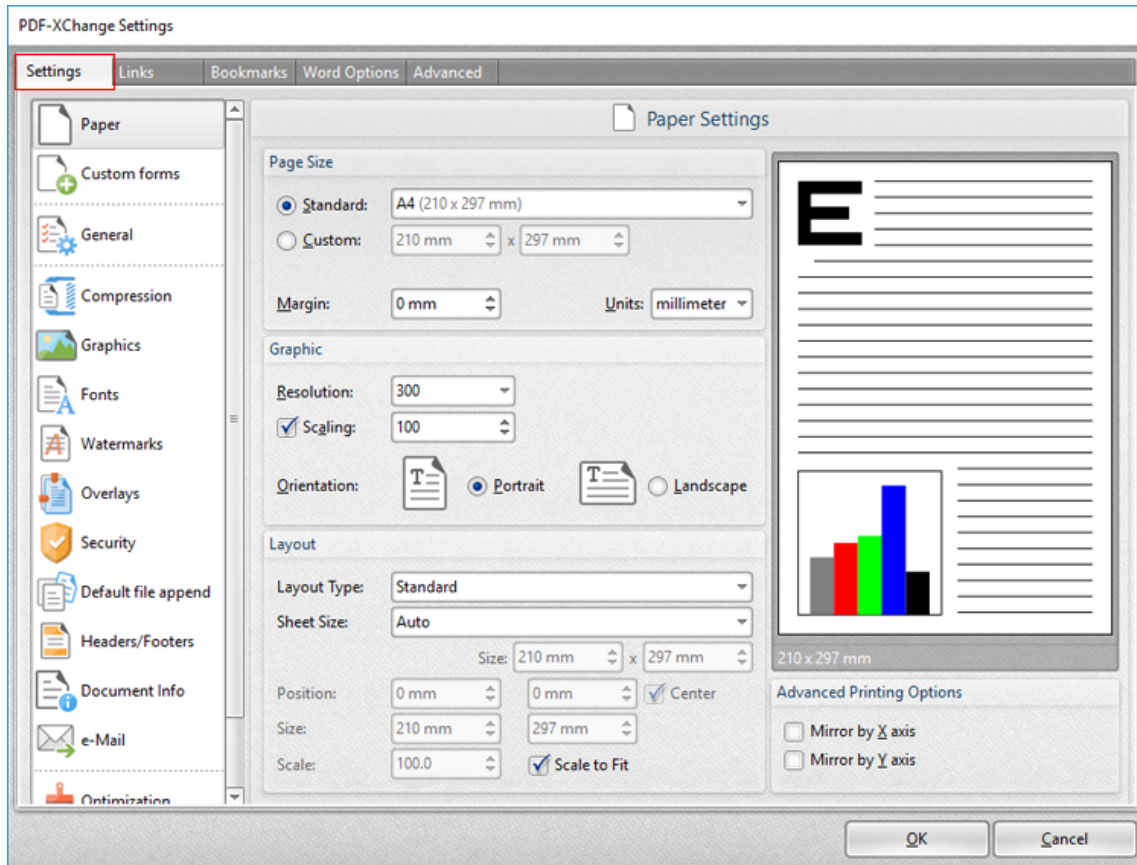 PDF-XChange Settings
Settings Links Bookmarks Word Options Advanced
Paper
Custom forms
General
Compression
Graphics
Fonts
Watermarks
Overlays
Security
Default file append
Headers/Footers
Document Info
e-Mail
Optimization
Paper Settings
Page Size
Standard: A4 (210 x 297 mm)
Custom: 210 mm x 297 mm
Margin: 0 mm Units: millimeter
Graphic
Resolution: 300
Scaling: 100
Orientation: T Portrait T Landscape
Layout
Layout Type: Standard
Sheet Size: Auto
Size: 210 mm x 297 mm
Position: 0 mm 0 mm Center
Size: 210 mm 297 mm
Scale: 100.0 Scale to Fit
E
210 x 297 mm
Advanced Printing Options
Mirror by X axis
Mirror by Y axis
OK Cancel